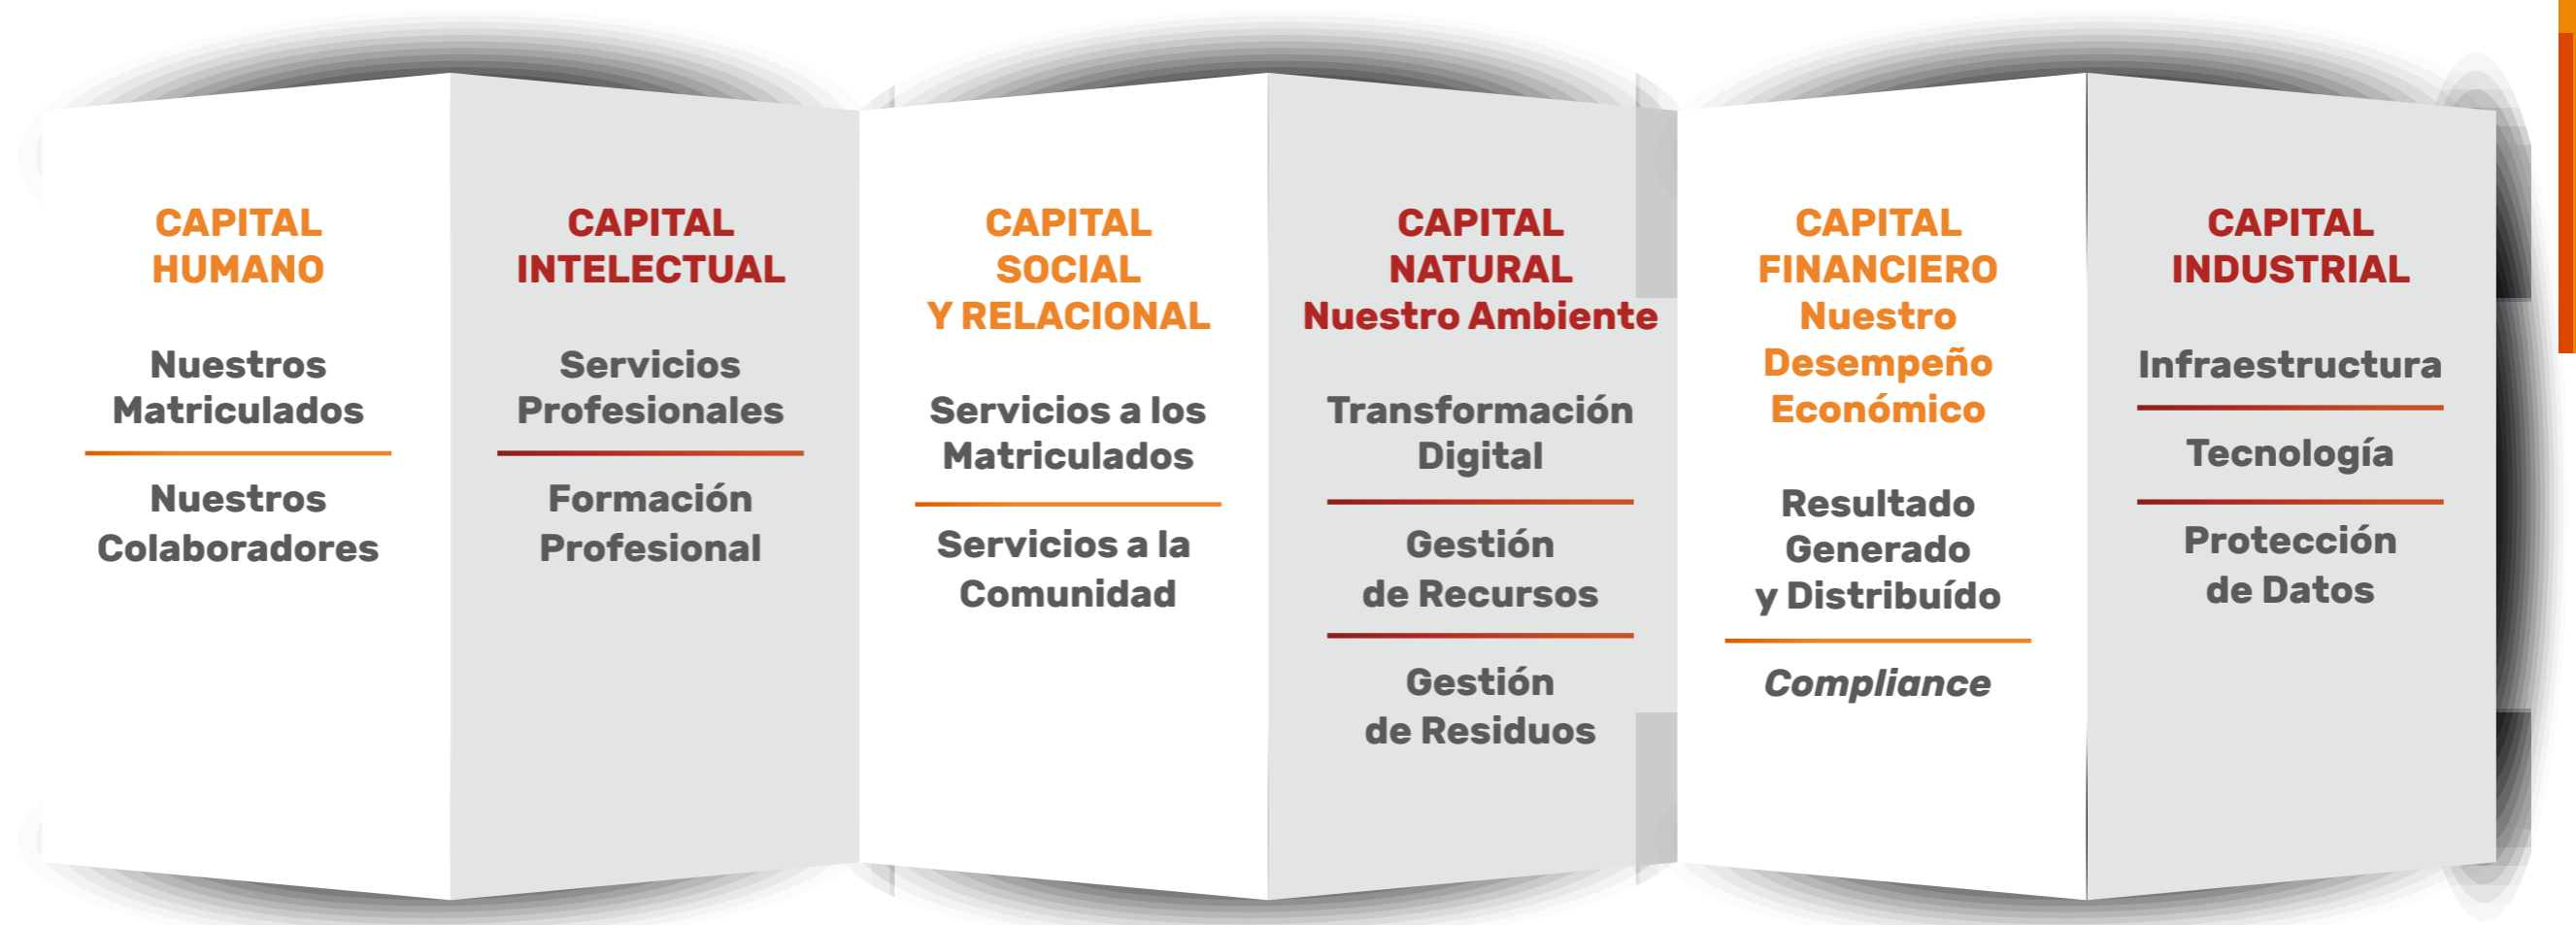 CAPITAL
HUMANO
Nuestros
Matriculados
Nuestros
Colaboradores
CAPITAL
INTELECTUAL
Servicios
Profesionales
Formación
Profesional
CAPITAL
SOCIAL
Y RELACIONAL
Servicios a los
Matriculados
Servicios a la
Comunidad
CAPITAL
NATURAL
Nuestro Ambiente
Transformación
Digital
Gestión
de Recursos
Gestión
de Residuos
CAPITAL
FINANCIERO
Nuestro
Desempeño
Económico
Resultado
Generado
y Distribuído
Compliance
CAPITAL
INDUSTRIAL
Infraestructura
Tecnología
Protección
de Datos